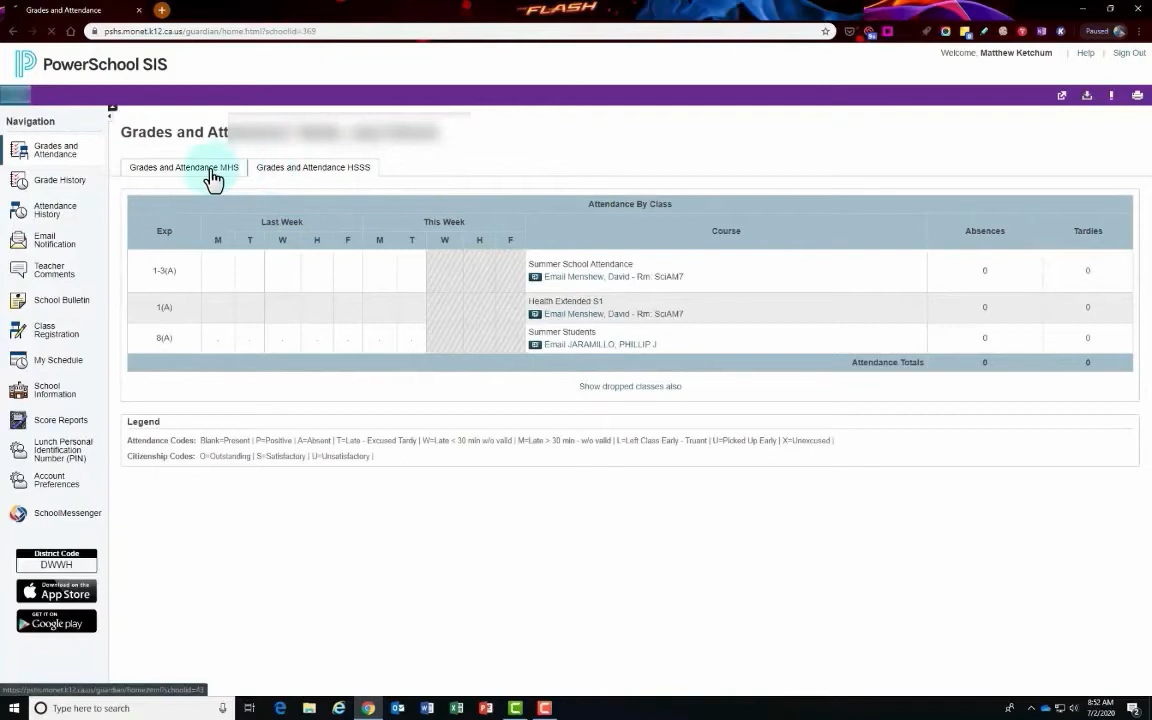 Grades and Attendance
FLASH
pshs.monet.k12.ca.us/guardian/home.html?schoolid=369
Paused
PowerSchool SIS
Welcome, Matthew Ketchum | Help | Sign Out
Navigation
Grades and
Attendance
Grade History
Attendance
History
Email
Notification
Teacher
Comments
School Bulletin
Class
Registration
My Schedule
School
Information
Score Reports
Lunch Personal
Identification
Number (PIN)
Account
Preferences
SchoolMessenger
District Code
DWWH
Download on the
App Store
GET IT ON
Google play
Grades and Att
Grades and Attendance MHS
Grades and Attendance HSSS
Attendance By Class
Exp
Last Week
This Week
Course
Absences
Tardies
M T W H F M T W H F
1-3(A)
Summer School Attendance
Email Menshew, David - Rm: SciAM7
0 0
1(A)
Health Extended S1
Email Menshew, David - Rm: SciAM7
0 0
8(A)
. . . . . . .
Summer Students
Email JARAMILLO, PHILLIP J
0 0
Attendance Totals 0 0
Show dropped classes also
Legend
Attendance Codes: Blank=Present | P=Positive | A=Absent | T=Late - Excused Tardy | W=Late < 30 min w/o valid | M=Late > 30 min - w/o valid | L=Left Class Early - Truant | U=Picked Up Early | X=Unexcused |
Citizenship Codes: O=Outstanding | S=Satisfactory | U=Unsatisfactory |
https://pshs.monet.k12.ca.us/guardian/home.html?schoolid=43
Type here to search
8:52 AM
7/2/2020